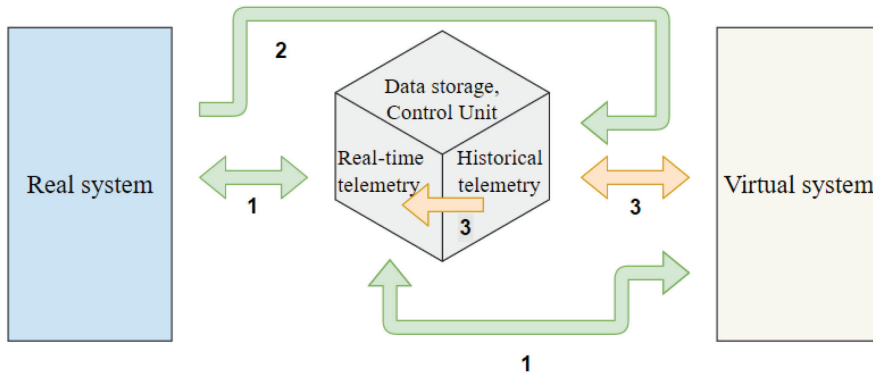 2
Data storage,
Control Unit
Real system
Real-time
telemetry
Historical
telemetry
Virtual system
1
3
3
1